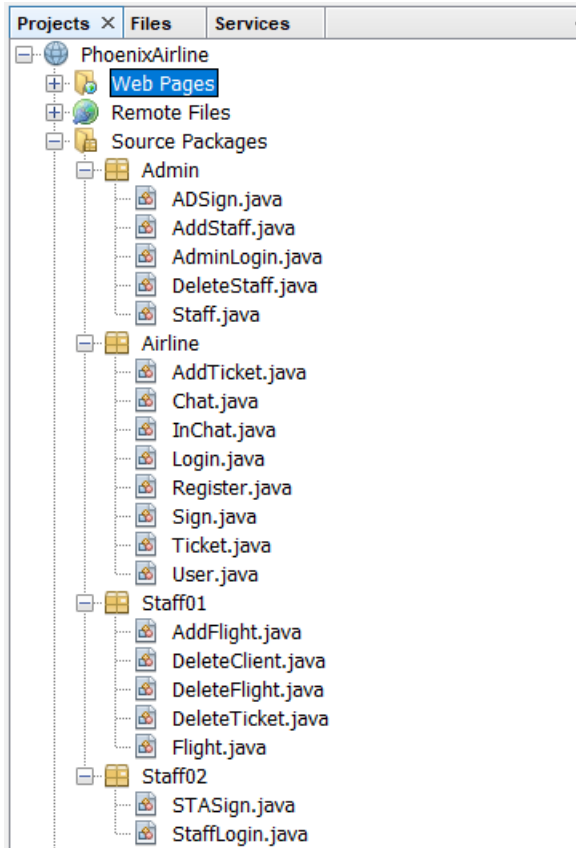 Projects × Files Services
PhoenixAirline
Web Pages
Remote Files
Source Packages
Admin
ADSign.java
AddStaff.java
AdminLogin.java
DeleteStaff.java
Staff.java
Airline
AddTicket.java
Chat.java
InChat.java
Login.java
Register.java
Sign.java
Ticket.java
User.java
Staff01
AddFlight.java
DeleteClient.java
DeleteFlight.java
DeleteTicket.java
Flight.java
Staff02
STASign.java
StaffLogin.java